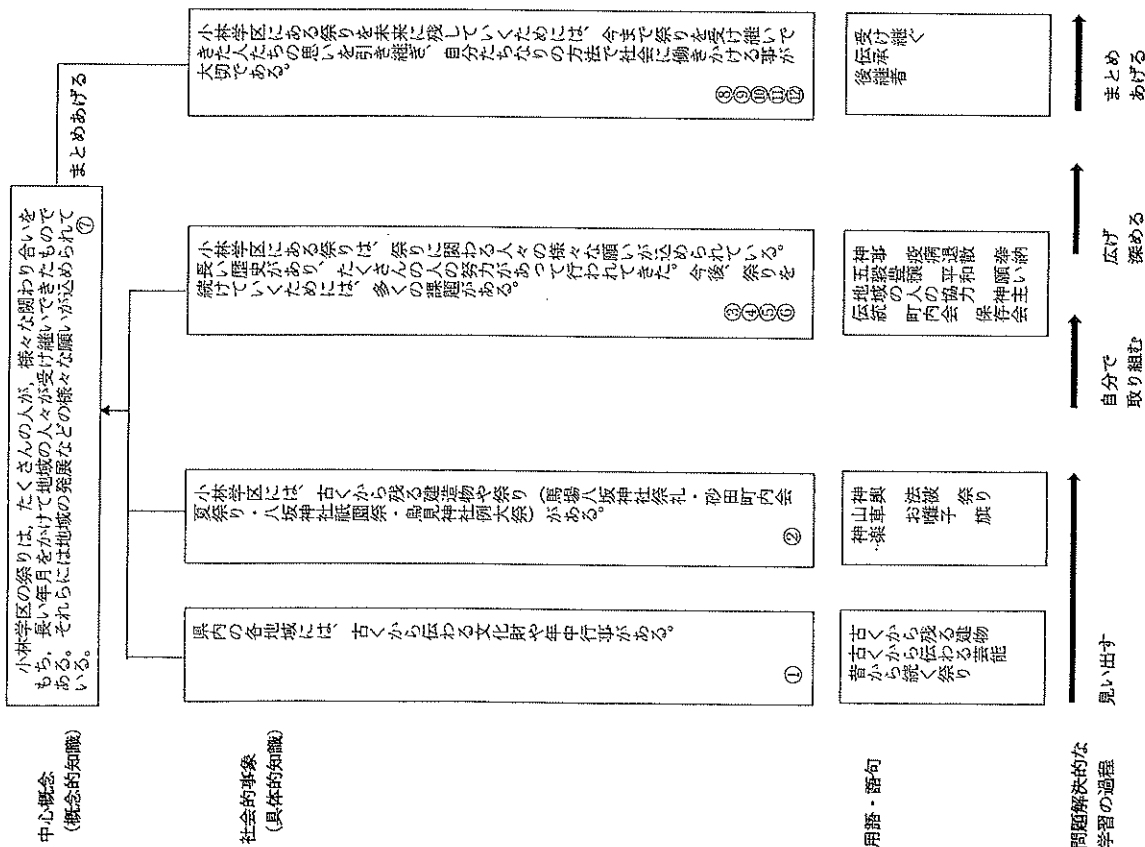 中心概念
(概念的知識)
小林学区の祭りは、たくさんの人が、様々な関わり合いを
もち、長い年月をかけて地域の人々が受け継いできたもので
ある。それらには地域の発展などの様々な願いが込められて
いる。 ⑦
まとめあげる
社会的事象
(具体的知識)
県内の各地域には、古くから伝わる文化財や年中行事がある。
①
小林学区には、古くから残る建造物や祭り（馬場八坂神社祭礼・砂田町内会
夏祭り・八坂神社祇園祭・鳥見神社例大祭）がある。
②
小林学区にある祭りは、祭りに関わる人々の様々な願いが込められている。
長い歴史があり、たくさんの人の努力があって行われてきた。今後、祭りを
続けていくためには、多くの課題がある。
③④⑤⑥
小林学区にある祭りを未来に残していくためには、今まで祭りを受け継いで
きた人たちの思いを引き継ぎ、自分たちなりの方法で社会に働きかける事が
大切である。
⑧⑨⑩⑪⑫
用語・語句
古くから残る建物
古くから伝わる芸能
昔から続く祭り
神輿　法被　祭り
山車　お囃子　旗
神楽
神事　疫病退散　奉納
五穀豊穣　平和　願い
地域の人の協力　神主
伝統　町内会　保存会
受け継ぐ
伝承
後継者
問題解決的な
学習の過程
見い出す
自分で
取り組む
広げ
深める
まとめ
あげる